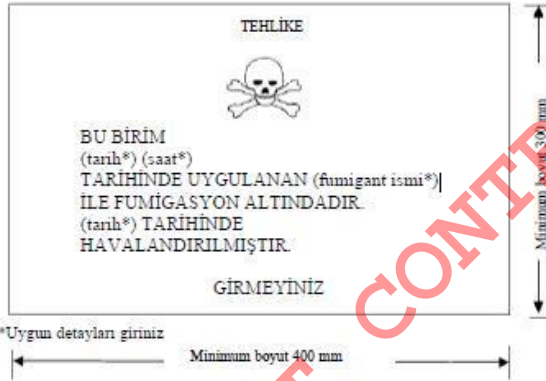 TEHLİKE
BU BİRİM
(tarih*) (saat*)
TARİHİNDE UYGULANAN (fumigant ismi*)
İLE FUMİGASYON ALTINDADIR.
(tarih*) TARİHİNDE
HAVALANDIRILMIŞTIR.
GİRMEYİNİZ
Minimum boyut 300 mm
*Uygun detayları giriniz
Minimum boyut 400 mm